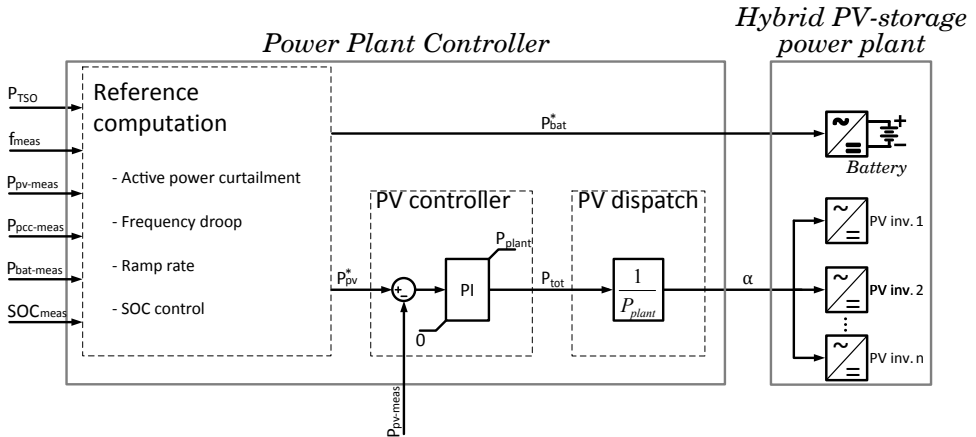 Power Plant Controller
Hybrid PV-storage
power plant
P_TSO
f_meas
P_pv-meas
P_pcc-meas
P_bat-meas
SOC_meas
Reference
computation
- Active power curtailment
- Frequency droop
- Ramp rate
- SOC control
P*_bat
P*_pv
PV controller
+
-
P_plant
PI
0
P_tot
P_pv-meas
PV dispatch
1
P_plant
α
+
-
Battery
PV inv. 1
PV inv. 2
PV inv. n